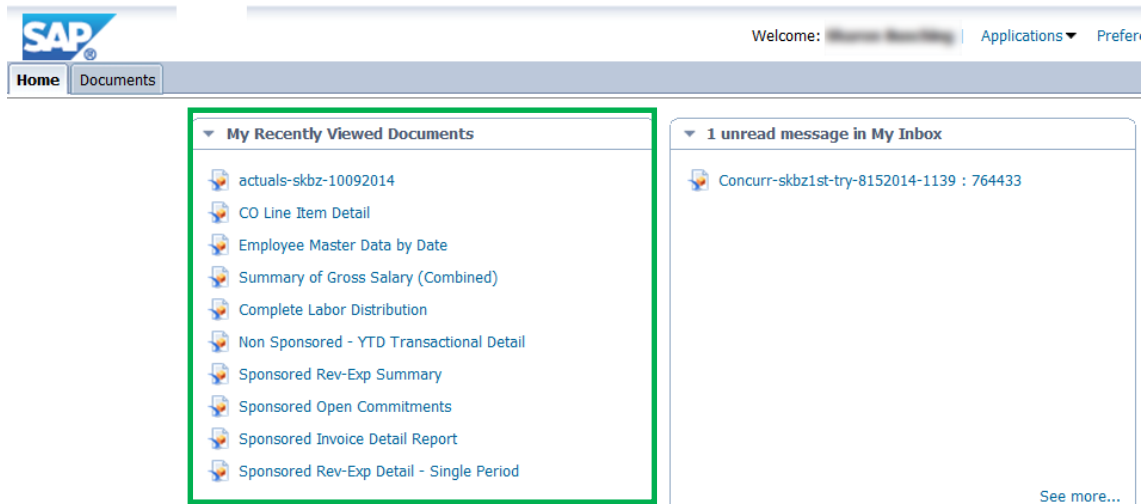 SAP®
Welcome: | Applications Prefer
Home Documents
My Recently Viewed Documents
actuals-skbz-10092014
CO Line Item Detail
Employee Master Data by Date
Summary of Gross Salary (Combined)
Complete Labor Distribution
Non Sponsored - YTD Transactional Detail
Sponsored Rev-Exp Summary
Sponsored Open Commitments
Sponsored Invoice Detail Report
Sponsored Rev-Exp Detail - Single Period
1 unread message in My Inbox
Concurr-skbz1st-try-8152014-1139 : 764433
See more...